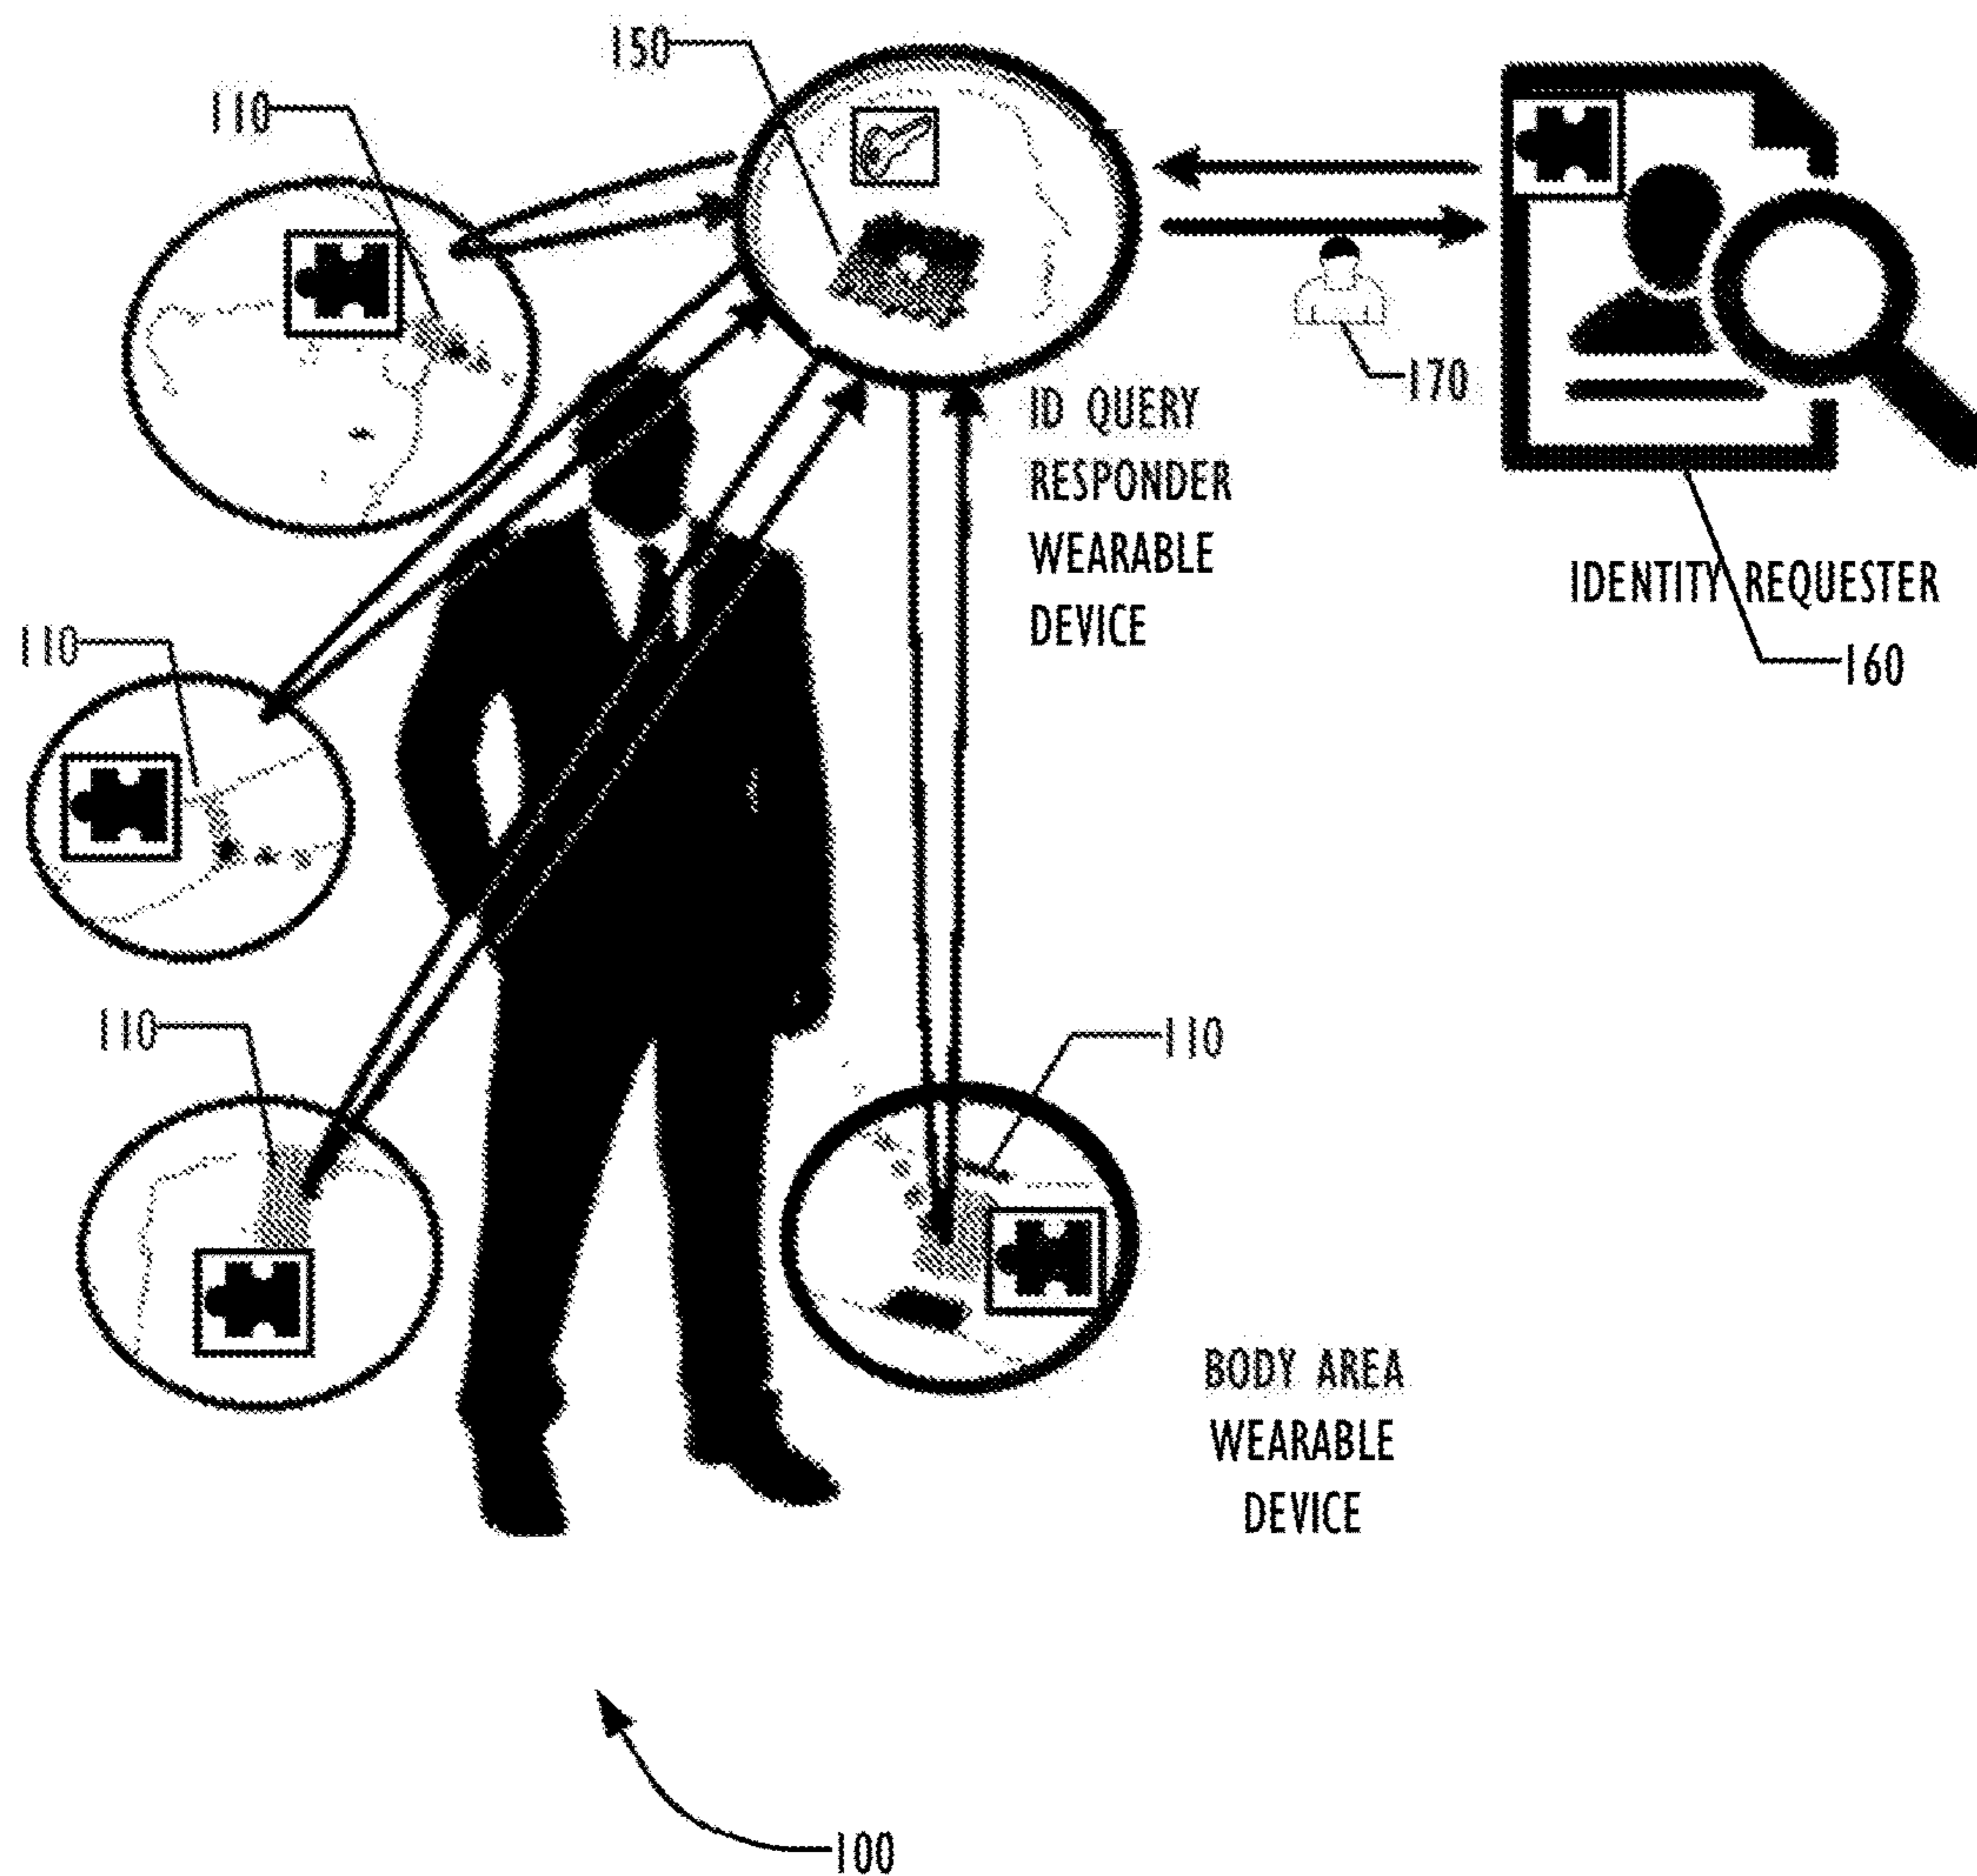 150
110
170
ID QUERY
RESPONDER
WEARABLE
DEVICE
IDENTITY REQUESTER
160
110
110
110
BODY AREA
WEARABLE
DEVICE
100